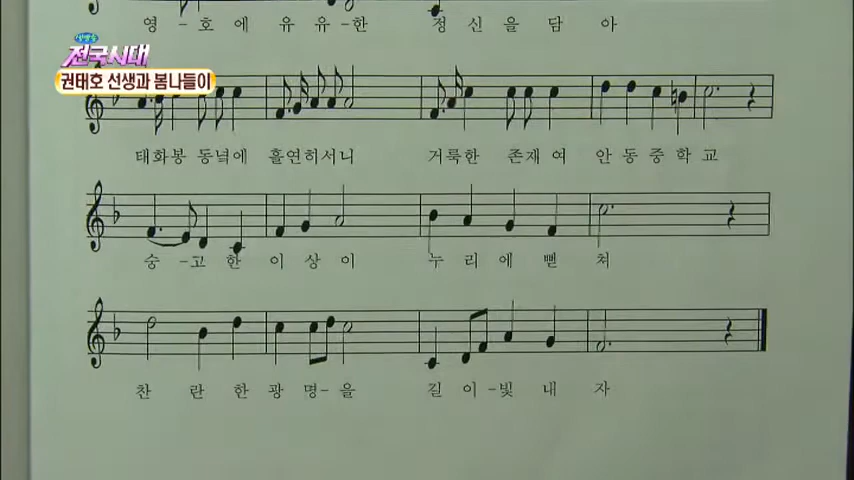 생방송
전국시대
권태호 선생과 봄나들이
영-호에유유-한 정신을담아
태화봉 동녘에 홀연히서니 거룩한 존재여 안동중학교
숭-고한이상이 누리에뻗쳐
찬란한광명-을 길이-빛내자